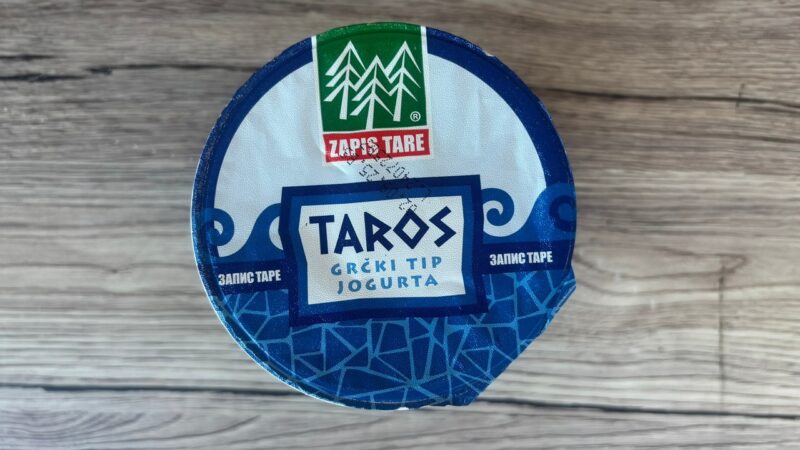 ®
ZAPIS TARE
TAROS
GRČKI TIP
JOGURTA
ЗАПИС ТАРЕ
ЗАПИС ТАРЕ